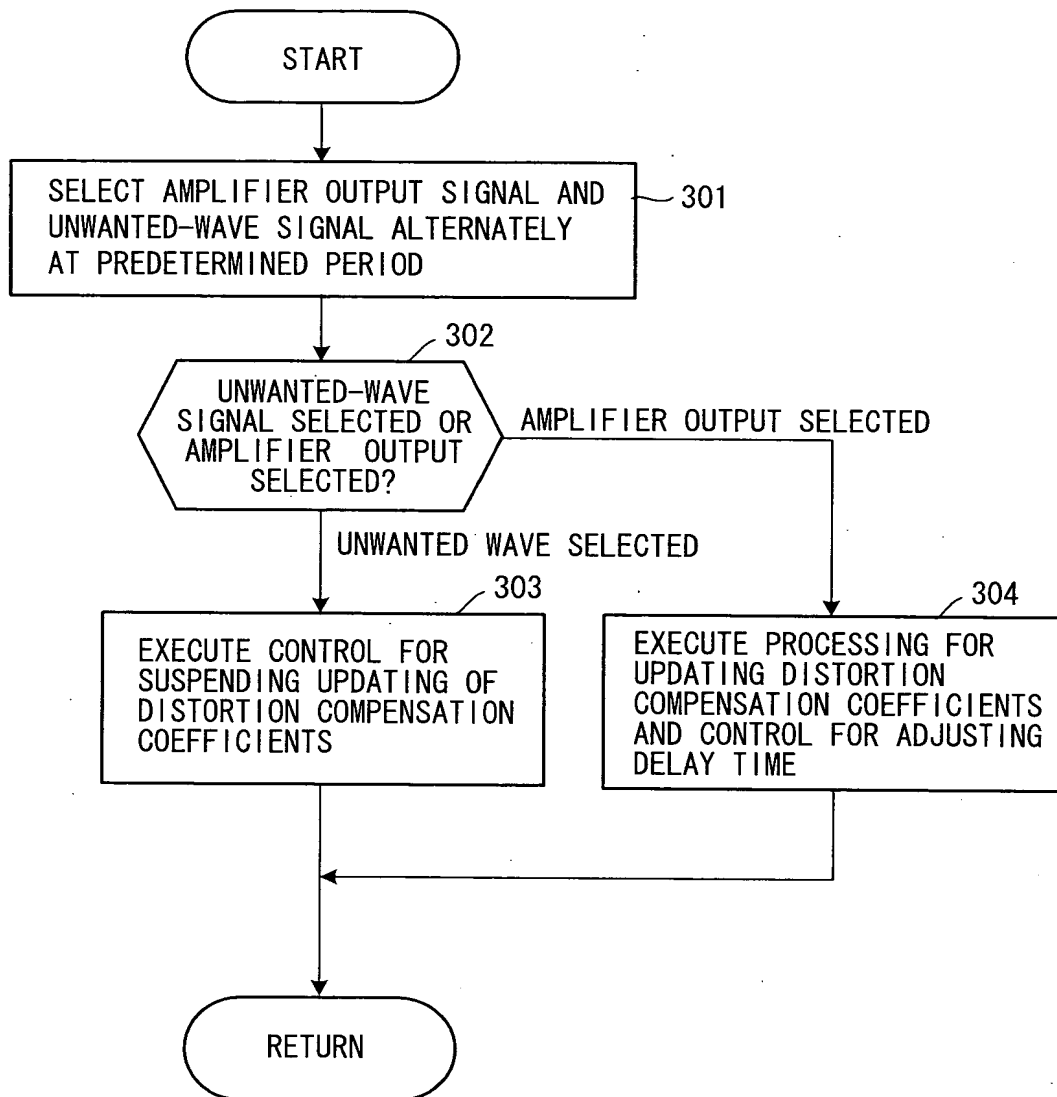 START
SELECT AMPLIFIER OUTPUT SIGNAL AND
UNWANTED-WAVE SIGNAL ALTERNATELY
AT PREDETERMINED PERIOD
301
302
UNWANTED-WAVE
SIGNAL SELECTED OR
AMPLIFIER OUTPUT
SELECTED?
AMPLIFIER OUTPUT SELECTED
UNWANTED WAVE SELECTED
303
EXECUTE CONTROL FOR
SUSPENDING UPDATING OF
DISTORTION COMPENSATION
COEFFICIENTS
304
EXECUTE PROCESSING FOR
UPDATING DISTORTION
COMPENSATION COEFFICIENTS
AND CONTROL FOR ADJUSTING
DELAY TIME
RETURN